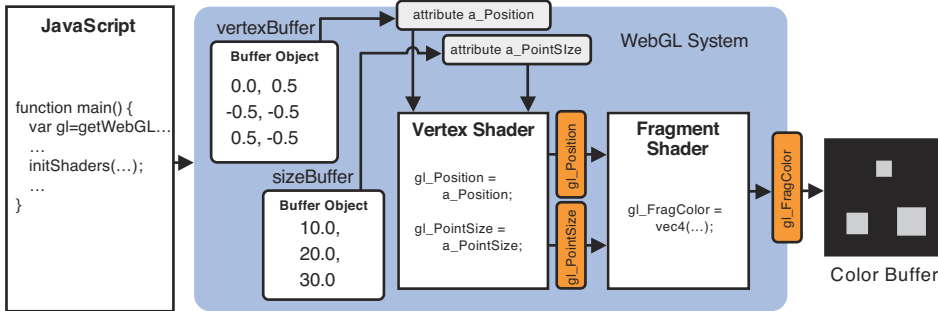 JavaScript
function main() {
var gl=getWebGL…
…
initShaders(…);
…
}
WebGL System
vertexBuffer
Buffer Object
0.0, 0.5
-0.5, -0.5
0.5, -0.5
sizeBuffer
Buffer Object
10.0,
20.0,
30.0
attribute a_Position
attribute a_PointSIze
Vertex Shader
gl_Position =
a_Position;
gl_PointSize =
a_PointSize;
gl_Position
gl_PointSize
Fragment
Shader
gl_FragColor =
vec4(…);
gl_FragColor
Color Buffer